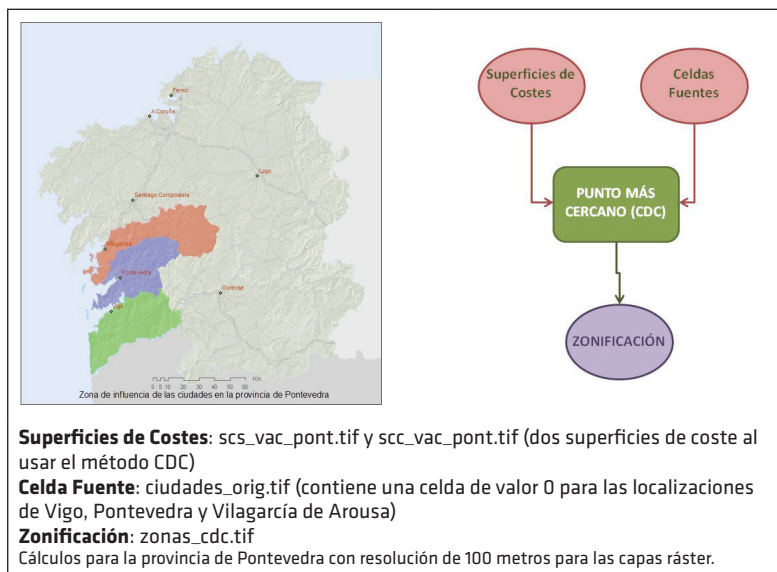 Ferrol
A Coruña
Lugo
Santiago Compostela
Vilagarcía
Pontevedra
Ourense
Vigo
Km
0 5 10 20 30 40 50 60
Zona de influencia de las ciudades en la provincia de Pontevedra
Superficies de
Costes
Celdas
Fuentes
PUNTO MÁS
CERCANO (CDC)
ZONIFICACIÓN
Superficies de Costes: scs_vac_pont.tif y scc_vac_pont.tif (dos superficies de coste al
usar el método CDC)
Celda Fuente: ciudades_orig.tif (contiene una celda de valor 0 para las localizaciones
de Vigo, Pontevedra y Vilagarcía de Arousa)
Zonificación: zonas_cdc.tif
Cálculos para la provincia de Pontevedra con resolución de 100 metros para las capas ráster.